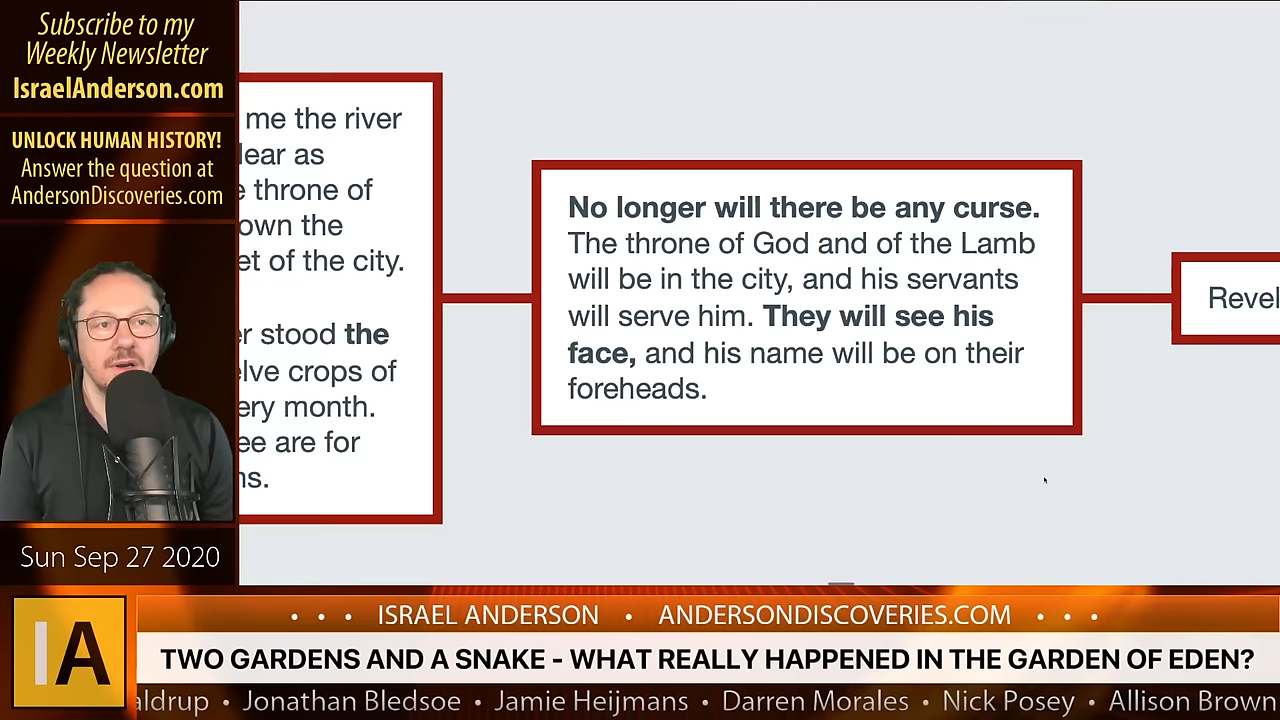 Subscribe to my
Weekly Newsletter
IsraelAnderson.com
UNLOCK HUMAN HISTORY!
Answer the question at
AndersonDiscoveries.com
me the river
lear as
e throne of
own the
et of the city.
er stood the
elve crops of
ery month.
ee are for
ns.
No longer will there be any curse.
The throne of God and of the Lamb
will be in the city, and his servants
will serve him. They will see his
face, and his name will be on their
foreheads.
Revel
Sun Sep 27 2020
IA
• • • ISRAEL ANDERSON • ANDERSONDISCOVERIES.COM • • •
TWO GARDENS AND A SNAKE - WHAT REALLY HAPPENED IN THE GARDEN OF EDEN?
aldrup • Jonathan Bledsoe • Jamie Heijmans • Darren Morales • Nick Posey • Allison Brown